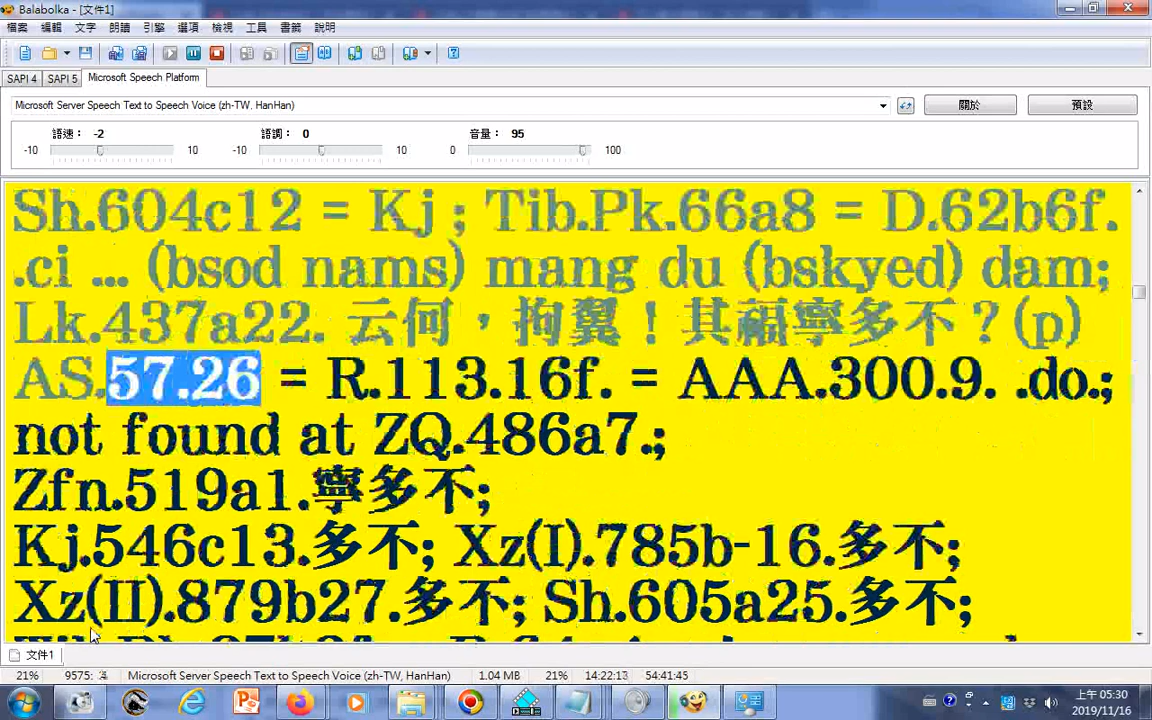 Balabolka - [文件1]
檔案 編輯 文字 朗讀 引擎 選項 檢視 工具 書籤 說明
SAPI 4 SAPI 5 Microsoft Speech Platform
Microsoft Server Speech Text to Speech Voice (zh-TW, HanHan) 關於 預設
語速： -2 語調： 0 音量： 95
-10 10 -10 10 0 100
Sh.604c12 = Kj ; Tib.Pk.66a8 = D.62b6f.
.ci ... (bsod nams) mang du (bskyed) dam;
Lk.437a22. 云何，拘翼！其福寧多不？(p)
AS.57.26 = R.113.16f. = AAA.300.9. .do.;
not found at ZQ.486a7.;
Zfn.519a1.寧多不;
Kj.546c13.多不; Xz(I).785b-16.多不;
Xz(II).879b27.多不; Sh.605a25.多不;
文件1
21% 9575: Microsoft Server Speech Text to Speech Voice (zh-TW, HanHan) 1.04 MB 21% 14:22:13 54:41:45
上午 05:30
2019/11/16